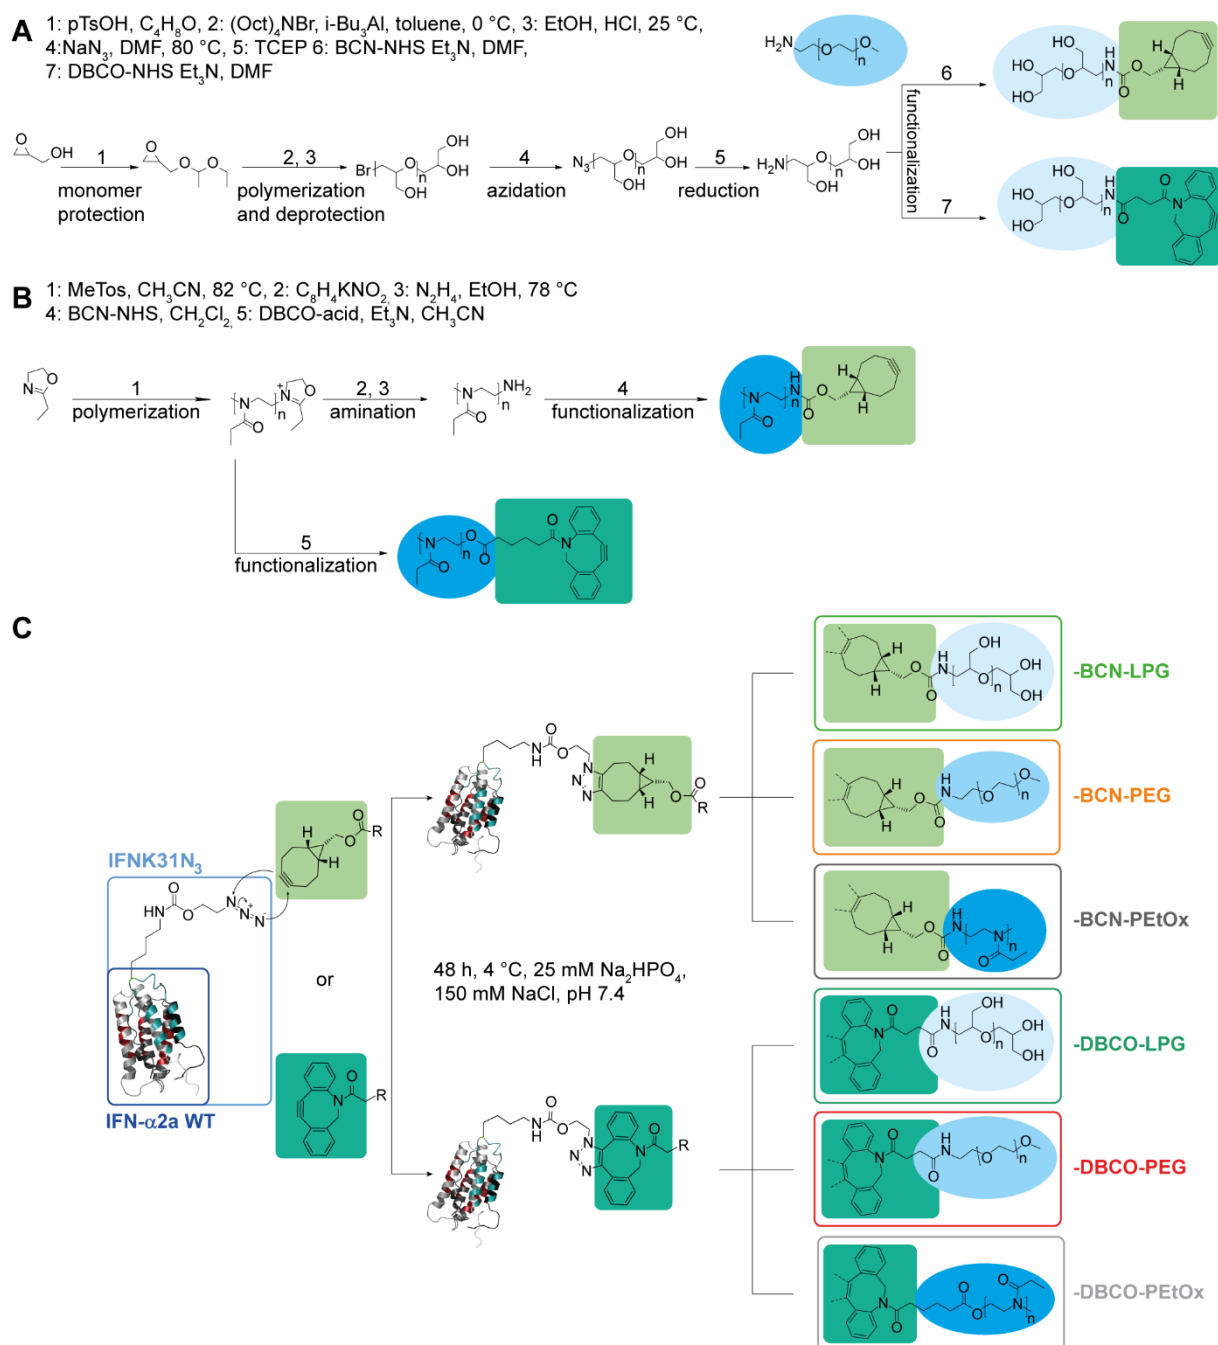 A
1: pTsOH, C₄H₈O, 2: (Oct)₄NBr, i-Bu₃Al, toluene, 0 °C, 3: EtOH, HCl, 25 °C,
4:NaN₃, DMF, 80 °C, 5: TCEP 6: BCN-NHS Et₃N, DMF,
7: DBCO-NHS Et₃N, DMF
1
monomer
protection
2, 3
polymerization
and deprotection
4
azidation
5
reduction
functionalization
6
7
B
1: MeTos, CH₃CN, 82 °C, 2: C₈H₄KNO₂, 3: N₂H₄, EtOH, 78 °C
4: BCN-NHS, CH₂Cl₂, 5: DBCO-acid, Et₃N, CH₃CN
1
polymerization
2, 3
amination
4
functionalization
5
functionalization
C
IFNK31N₃
IFN-α2a WT
or
48 h, 4 °C, 25 mM Na₂HPO₄,
150 mM NaCl, pH 7.4
-BCN-LPG
-BCN-PEG
-BCN-PEtOx
-DBCO-LPG
-DBCO-PEG
-DBCO-PEtOx